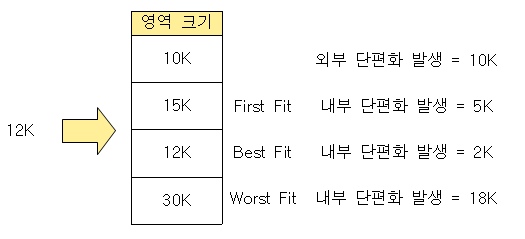 영역 크기
10K 외부 단편화 발생 = 10K
15K First Fit 내부 단편화 발생 = 5K
12K
12K Best Fit 내부 단편화 발생 = 2K
30K Worst Fit 내부 단편화 발생 = 18K